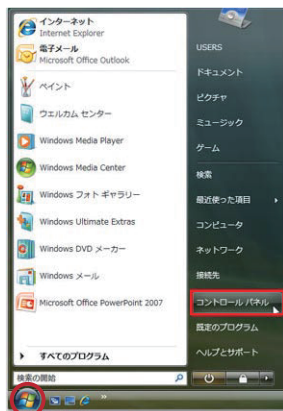 インターネット
Internet Explorer
電子メール
Microsoft Office Outlook
ペイント
ウェルカム センター
Windows Media Player
Windows Media Center
Windows フォト ギャラリー
Windows Ultimate Extras
Windows DVD メーカー
Windows メール
Microsoft Office PowerPoint 2007
すべてのプログラム
検索の開始
USERS
ドキュメント
ピクチャ
ミュージック
ゲーム
検索
最近使った項目
コンピュータ
ネットワーク
接続先
コントロール パネル
既定のプログラム
ヘルプとサポート